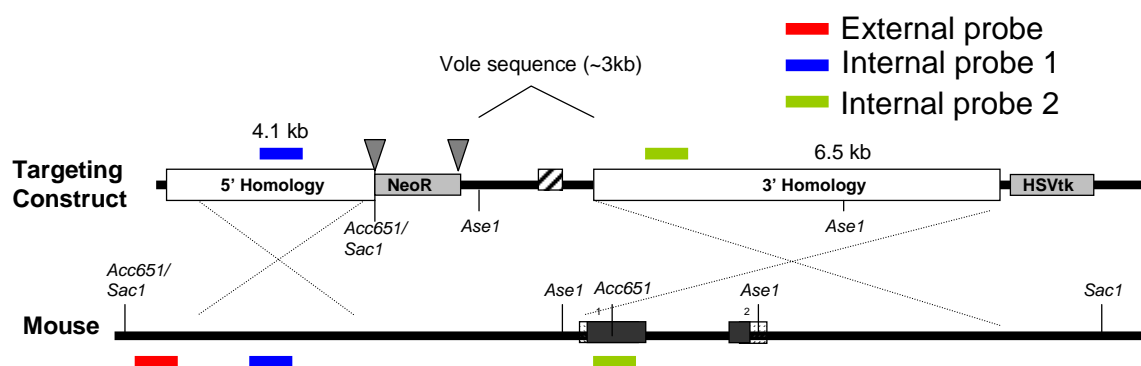 External probe
Internal probe 1
Internal probe 2
Vole sequence (~3kb)
4.1 kb
6.5 kb
Targeting
Construct
5' Homology
NeoR
3' Homology
HSVtk
Acc651/
Sac1
Ase1
Ase1
Acc651/
Sac1
Ase1
Acc651
Ase1
Sac1
Mouse
1
2